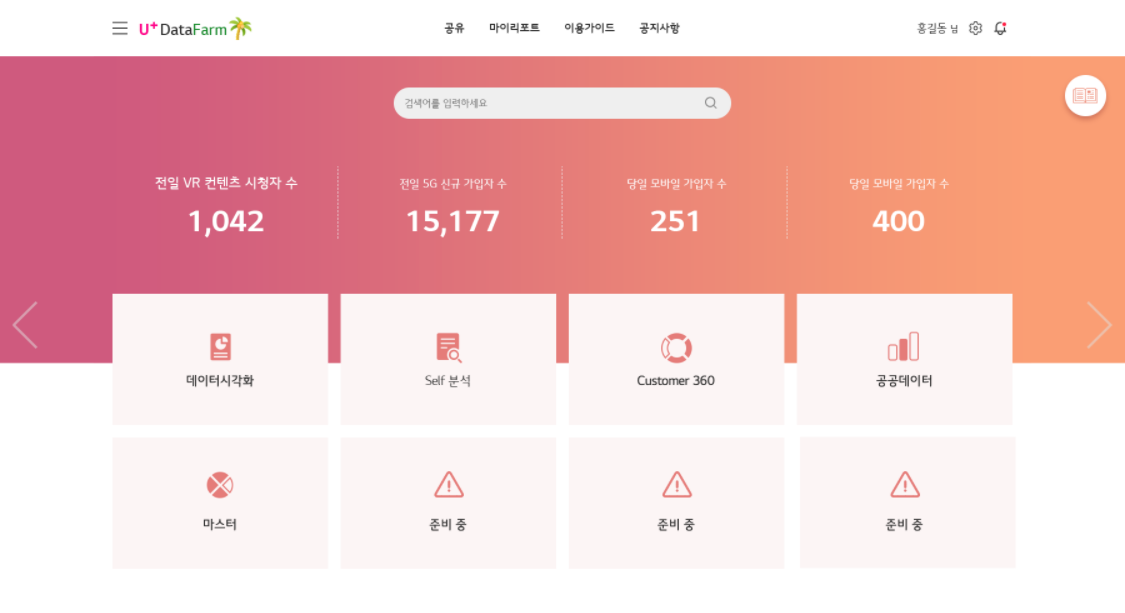 U+DataFarm
공유 마이리포트 이용가이드 공지사항
홍길동 님
검색어를 입력하세요
전일 VR 컨텐츠 시청자 수
1,042
전일 5G 신규 가입자 수
15,177
당일 모바일 가입자 수
251
당일 모바일 가입자 수
400
데이터시각화
Self 분석
Customer 360
공공데이터
마스터
준비 중
준비 중
준비 중